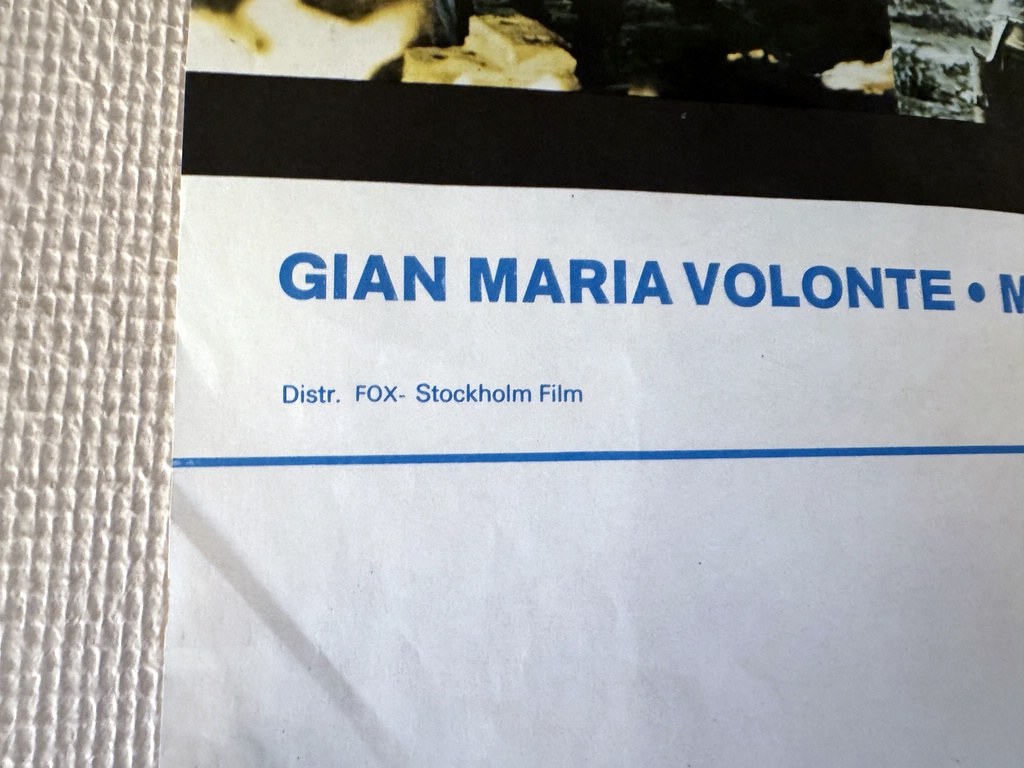 GIAN MARIA VOLONTE • M
Distr. FOX- Stockholm Film